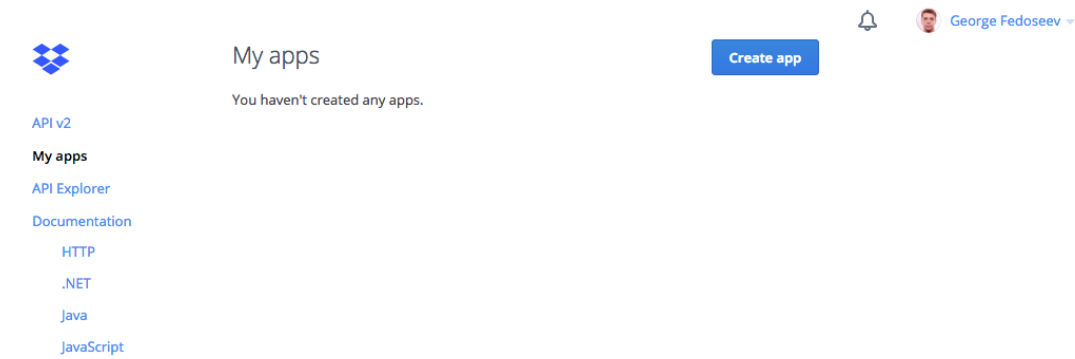 George Fedoseev
My apps
Create app
You haven't created any apps.
API v2
My apps
API Explorer
Documentation
HTTP
.NET
Java
JavaScript